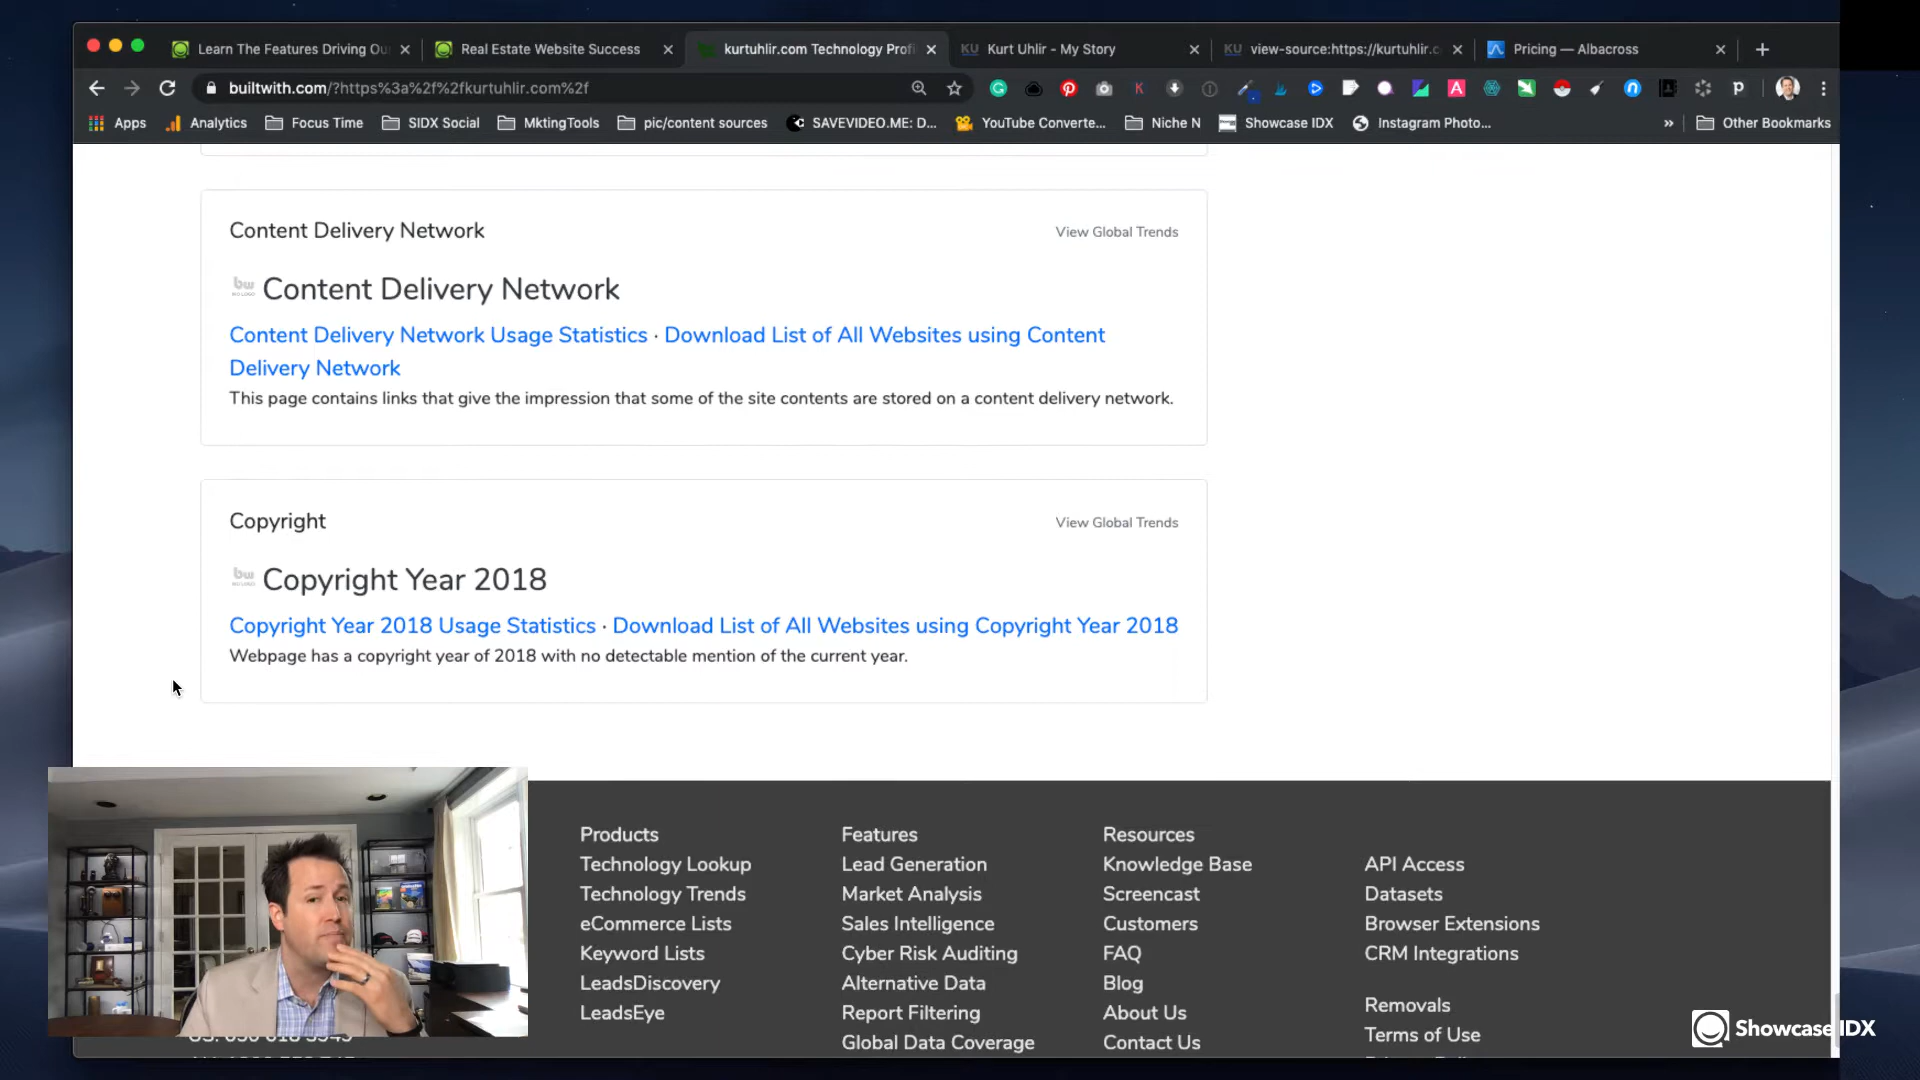 Learn The Features Driving Ou
Real Estate Website Success
kurtuhlir.com Technology Profi
KU Kurt Uhlir - My Story
KU view-source:https://kurtuhlir.c
Pricing — Albacross
builtwith.com/?https%3a%2f%2fkurtuhlir.com%2f
Apps
Analytics
Focus Time
SIDX Social
MktingTools
pic/content sources
SAVEVIDEO.ME: D...
YouTube Converte...
Niche N
Showcase IDX
Instagram Photo...
»
Other Bookmarks
Content Delivery Network
View Global Trends
bw
Content Delivery Network
Content Delivery Network Usage Statistics · Download List of All Websites using Content
Delivery Network
This page contains links that give the impression that some of the site contents are stored on a content delivery network.
Copyright
View Global Trends
bw
Copyright Year 2018
Copyright Year 2018 Usage Statistics · Download List of All Websites using Copyright Year 2018
Webpage has a copyright year of 2018 with no detectable mention of the current year.
Products
Technology Lookup
Technology Trends
eCommerce Lists
Keyword Lists
LeadsDiscovery
LeadsEye
Features
Lead Generation
Market Analysis
Sales Intelligence
Cyber Risk Auditing
Alternative Data
Report Filtering
Global Data Coverage
Resources
Knowledge Base
Screencast
Customers
FAQ
Blog
About Us
Contact Us
API Access
Datasets
Browser Extensions
CRM Integrations
Removals
Terms of Use
Showcase IDX